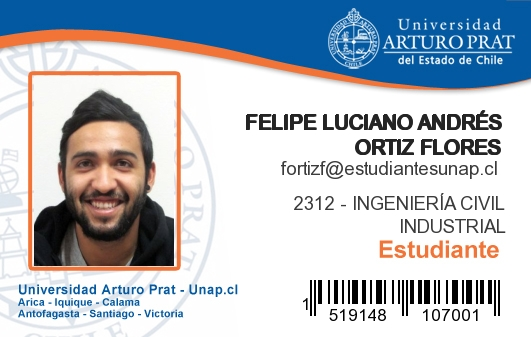 Universidad
ARTURO PRAT
del Estado de Chile
FELIPE LUCIANO ANDRÉS
ORTIZ FLORES
fortizf@estudiantesunap.cl
2312 - INGENIERÍA CIVIL
INDUSTRIAL
Estudiante
Universidad Arturo Prat - Unap.cl
Arica - Iquique - Calama
Antofagasta - Santiago - Victoria
1 519148 107001